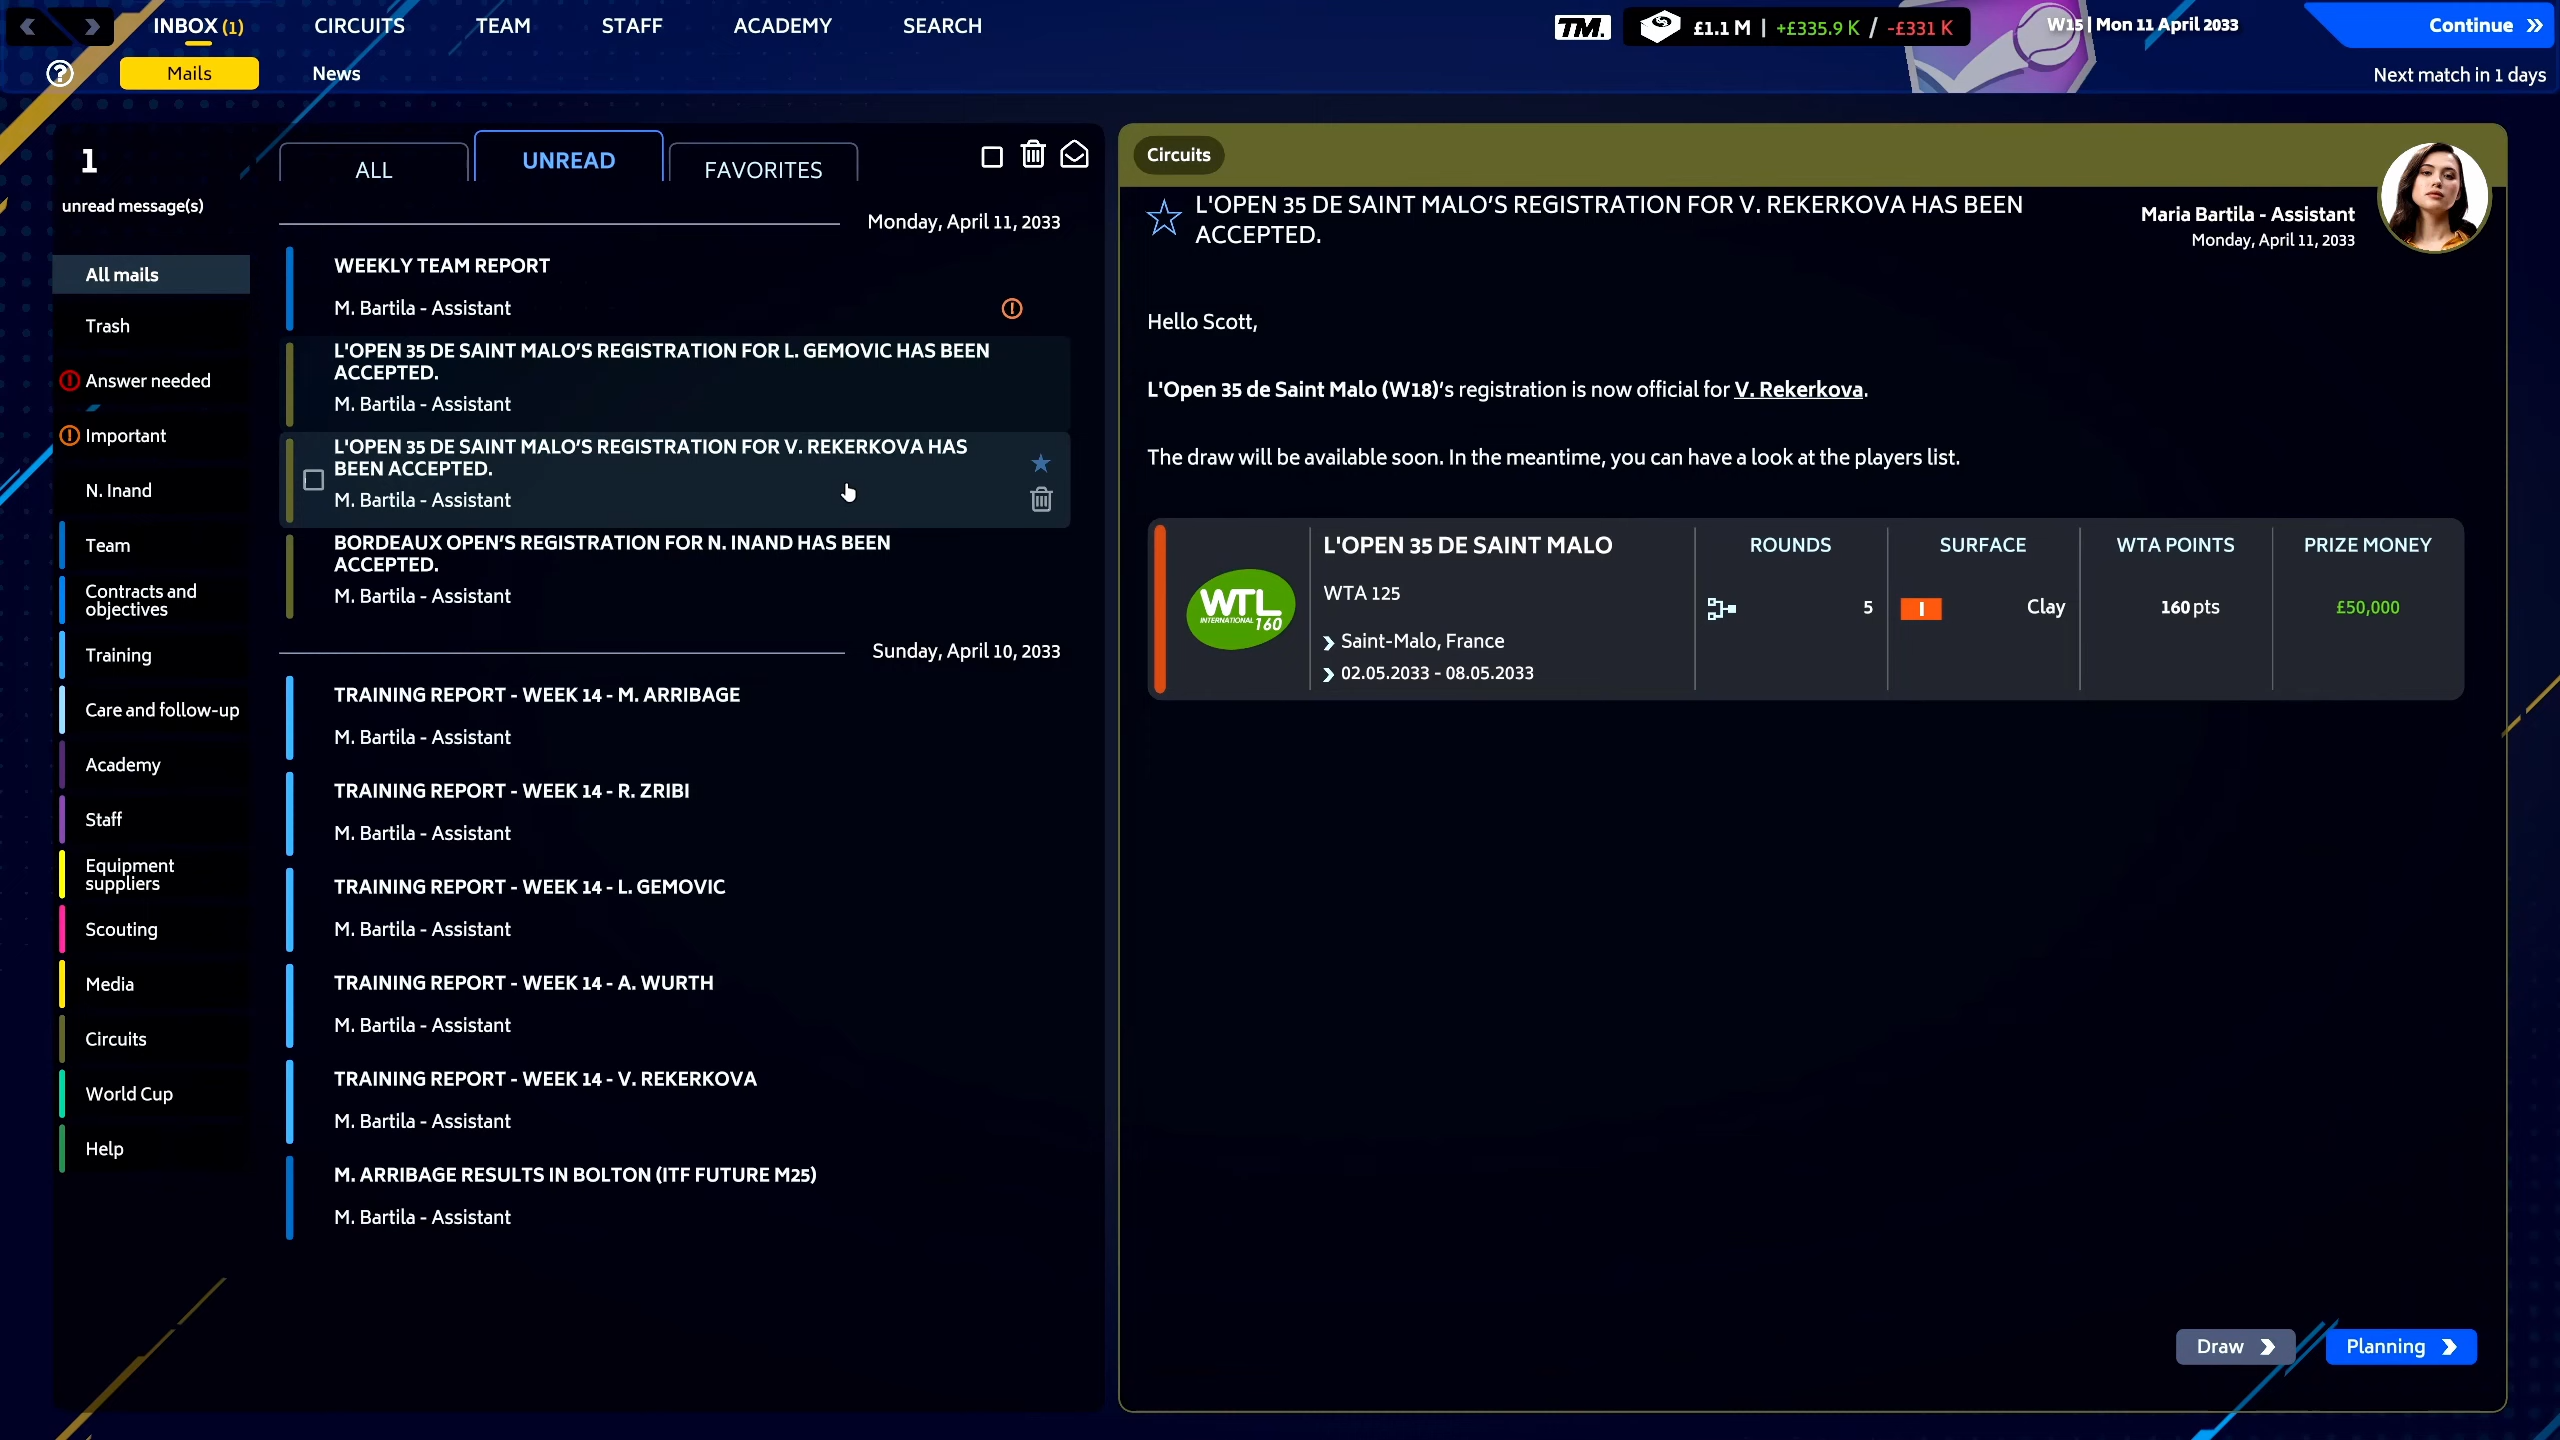 INBOX (1)
CIRCUITS
TEAM
STAFF
ACADEMY
SEARCH
TM.
£1.1 M | +£335.9 K / -£331 K
W15 | Mon 11 April 2033
Continue
?
Mails
News
Next match in 1 days
1
unread message(s)
All mails
Trash
Answer needed
Important
N. Inand
Team
Contracts and
objectives
Training
Care and follow-up
Academy
Staff
Equipment
suppliers
Scouting
Media
Circuits
World Cup
Help
ALL
UNREAD
FAVORITES
Monday, April 11, 2033
WEEKLY TEAM REPORT
M. Bartila - Assistant
L'OPEN 35 DE SAINT MALO'S REGISTRATION FOR L. GEMOVIC HAS BEEN
ACCEPTED.
M. Bartila - Assistant
L'OPEN 35 DE SAINT MALO'S REGISTRATION FOR V. REKERKOVA HAS
BEEN ACCEPTED.
M. Bartila - Assistant
BORDEAUX OPEN'S REGISTRATION FOR N. INAND HAS BEEN
ACCEPTED.
M. Bartila - Assistant
Sunday, April 10, 2033
TRAINING REPORT - WEEK 14 - M. ARRIBAGE
M. Bartila - Assistant
TRAINING REPORT - WEEK 14 - R. ZRIBI
M. Bartila - Assistant
TRAINING REPORT - WEEK 14 - L. GEMOVIC
M. Bartila - Assistant
TRAINING REPORT - WEEK 14 - A. WURTH
M. Bartila - Assistant
TRAINING REPORT - WEEK 14 - V. REKERKOVA
M. Bartila - Assistant
M. ARRIBAGE RESULTS IN BOLTON (ITF FUTURE M25)
M. Bartila - Assistant
Circuits
L'OPEN 35 DE SAINT MALO'S REGISTRATION FOR V. REKERKOVA HAS BEEN
ACCEPTED.
Maria Bartila - Assistant
Monday, April 11, 2033
Hello Scott,
L'Open 35 de Saint Malo (W18)'s registration is now official for V. Rekerkova.
The draw will be available soon. In the meantime, you can have a look at the players list.
WTL
INTERNATIONAL 160
L'OPEN 35 DE SAINT MALO
WTA 125
Saint-Malo, France
02.05.2033 - 08.05.2033
ROUNDS
5
SURFACE
Clay
WTA POINTS
160 pts
PRIZE MONEY
£50,000
Draw
Planning